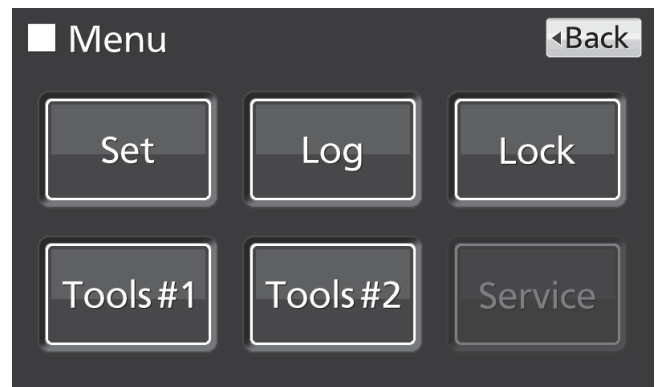 Menu
◂Back
Set
Log
Lock
Tools#1
Tools#2
Service